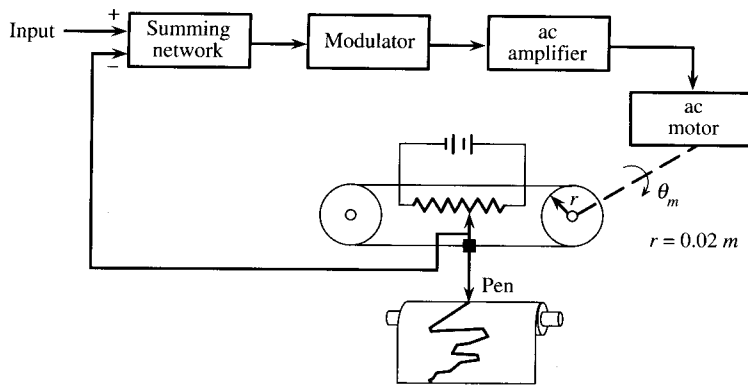 Input
+
−
Summing
network
Modulator
ac
amplifier
ac
motor
r
θm
r = 0.02 m
Pen